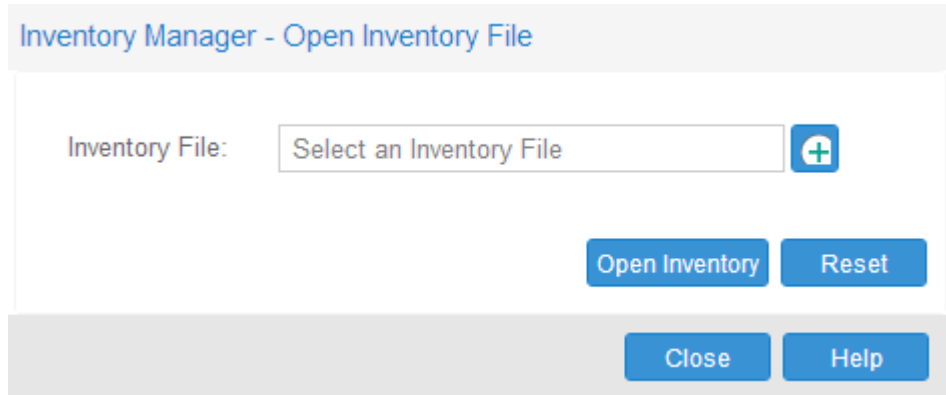 Inventory Manager - Open Inventory File
Inventory File: Select an Inventory File
Open Inventory Reset
Close Help